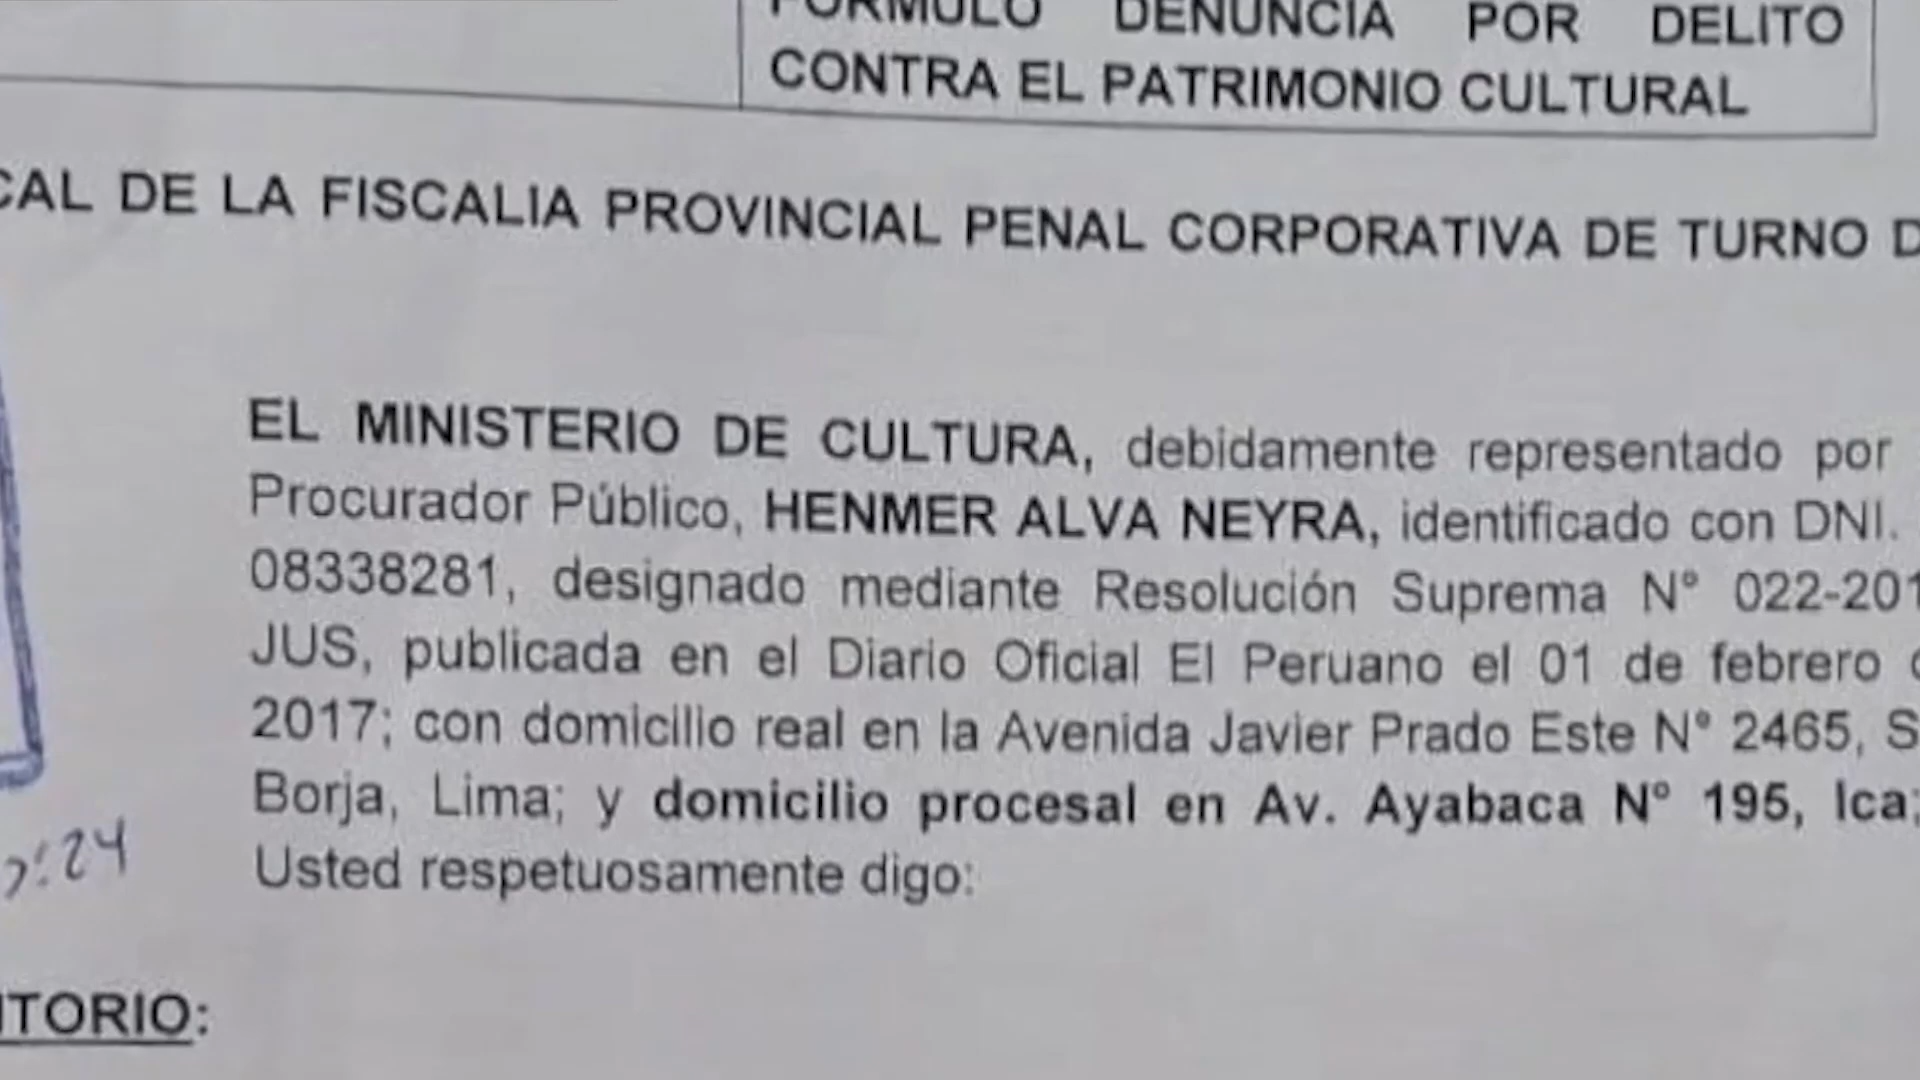 FORMULO DENUNCIA POR DELITO
CONTRA EL PATRIMONIO CULTURAL
DE LA FISCALIA PROVINCIAL PENAL CORPORATIVA DE TURNO
EL MINISTERIO DE CULTURA, debidamente representado por
Procurador Público, HENMER ALVA NEYRA, identificado con DNI.
08338281, designado mediante Resolución Suprema N° 022-201
JUS, publicada en el Diario Oficial El Peruano el 01 de febrero
2017; con domicilio real en la Avenida Javier Prado Este N° 2465, S
Borja, Lima; y domicilio procesal en Av. Ayabaca N° 195, Ica;
Usted respetuosamente digo:
:24
ITORIO: